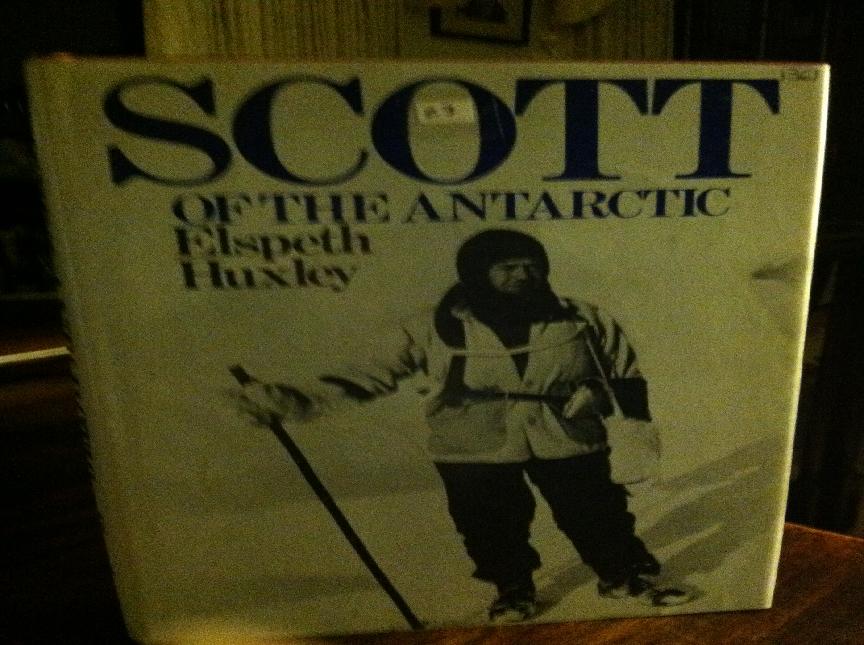 SCOTT
OF THE ANTARCTIC
Elspeth
Huxley